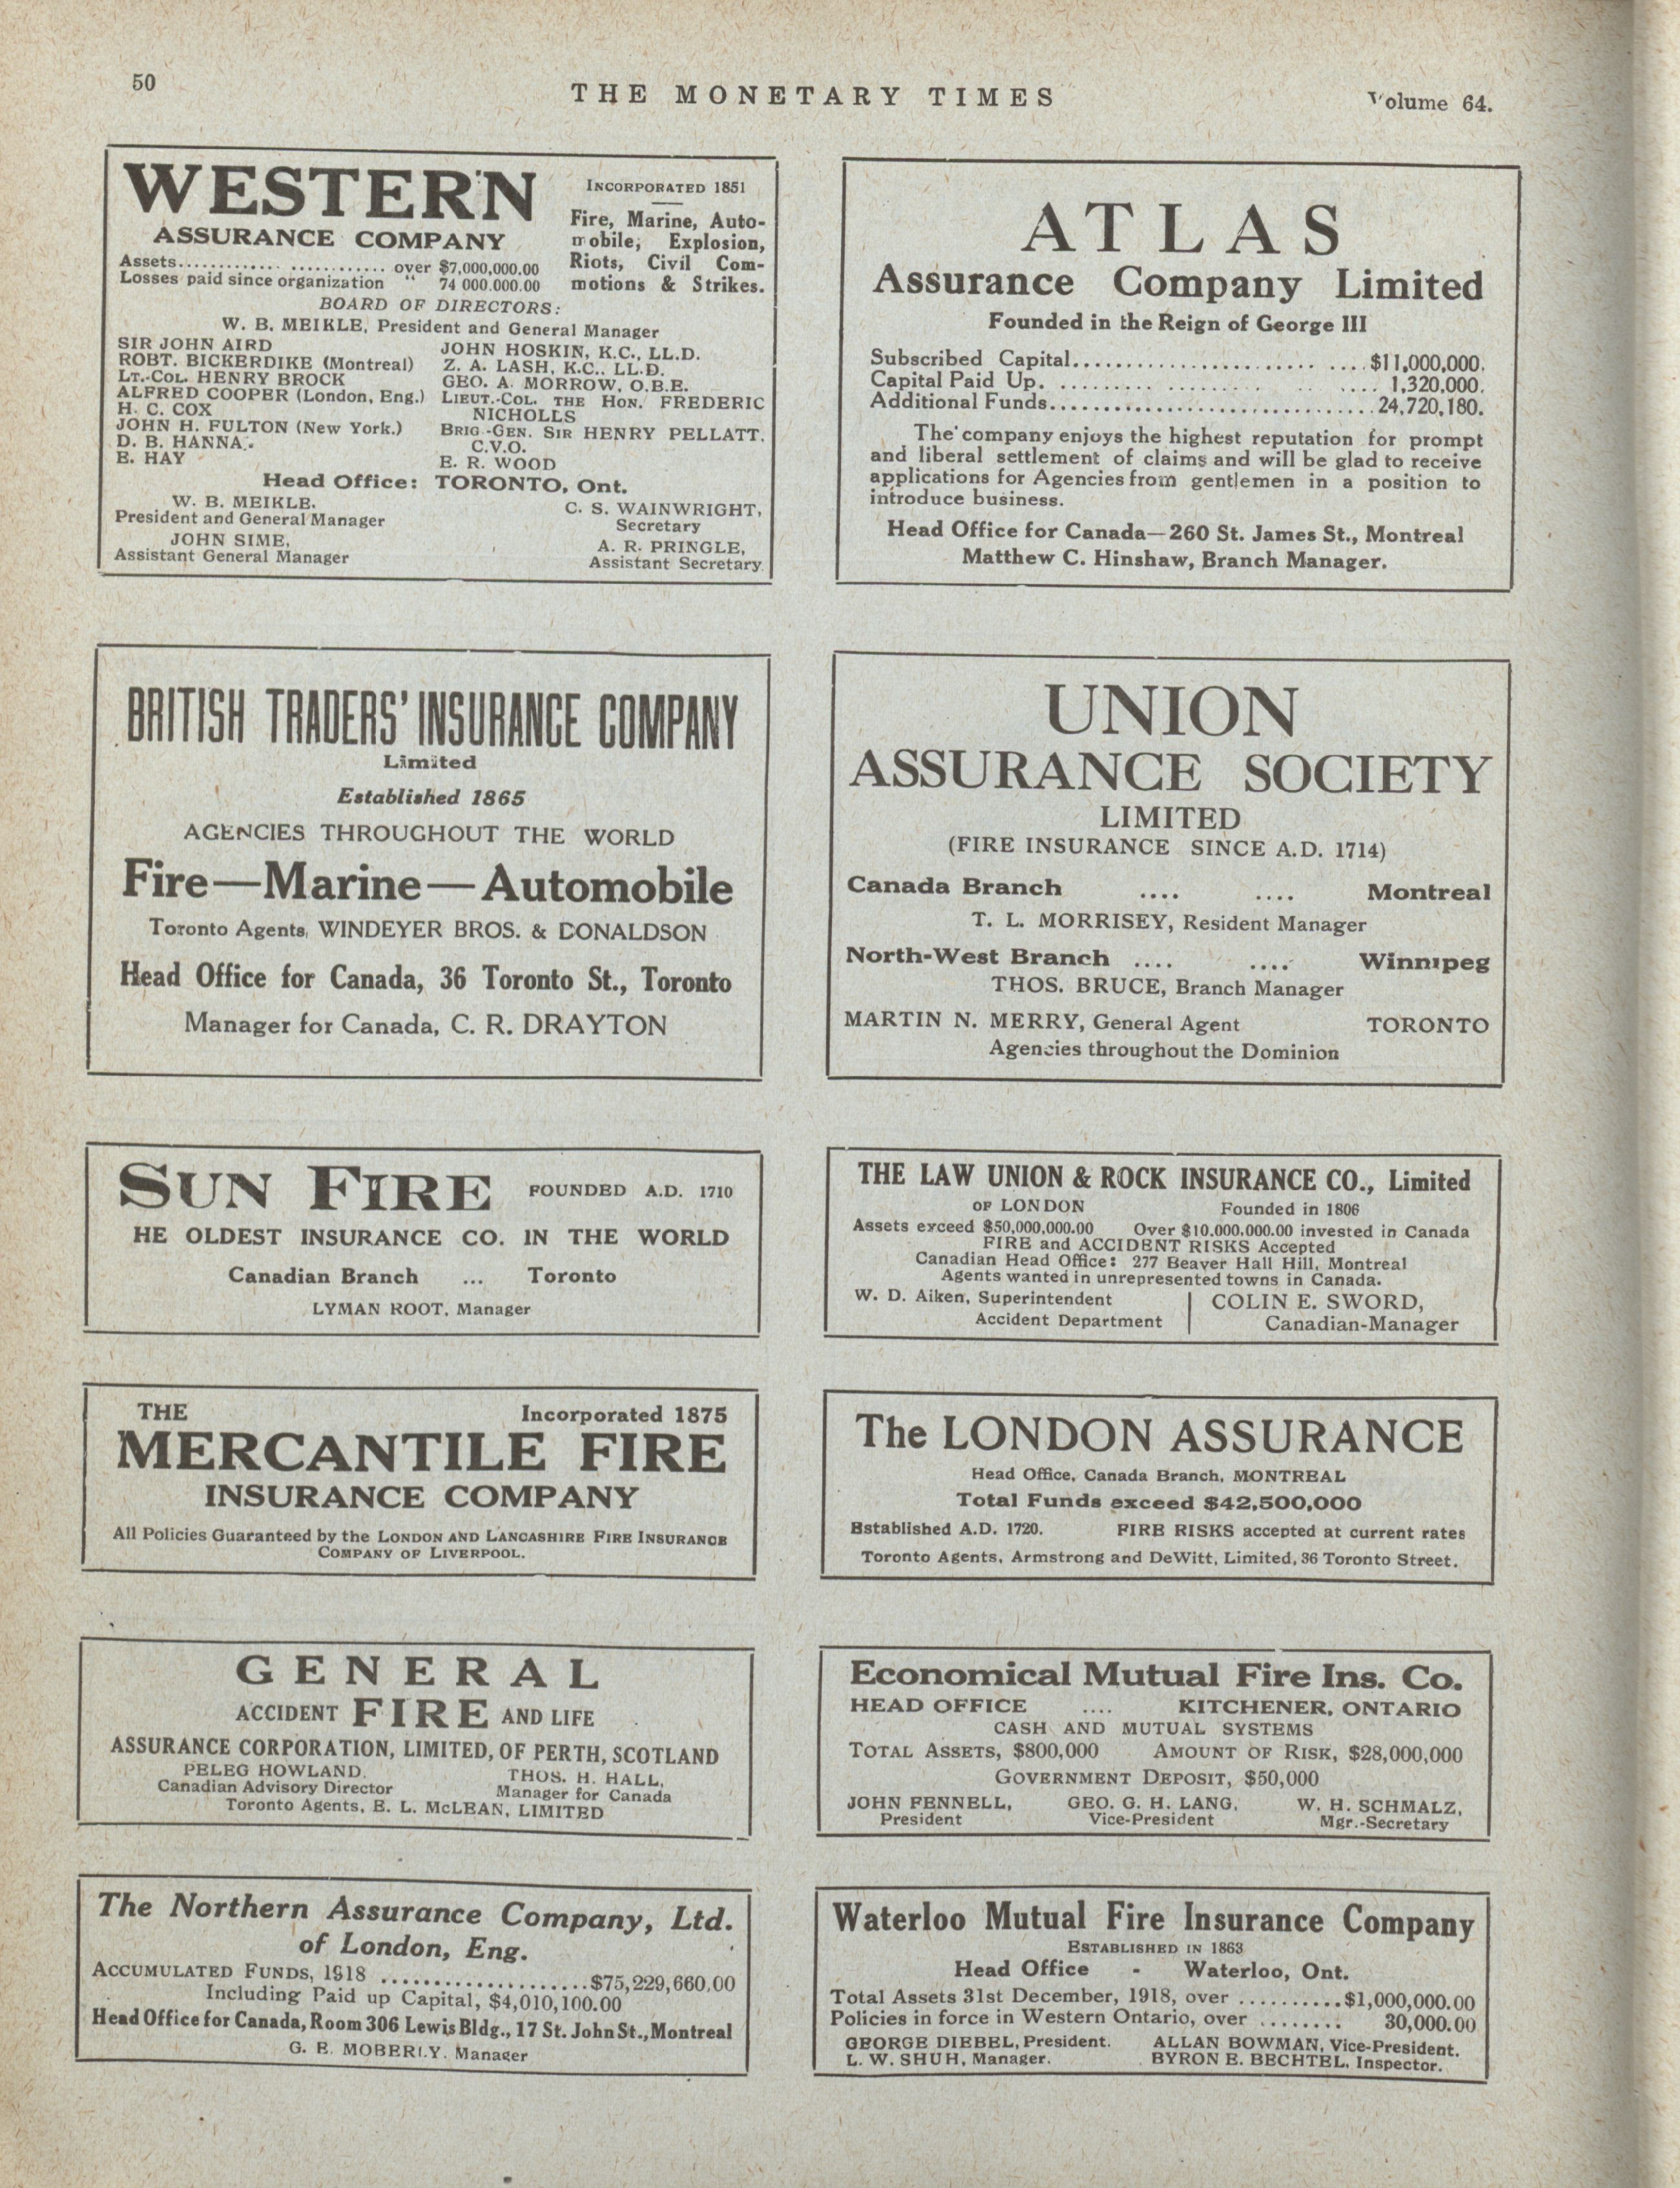 50
THE MONETARY TIMES
Volume 64.
WESTERN
ASSURANCE COMPANY
INCORPORATED 1851
Fire, Marine, Auto-
mobile, Explosion,
Riots, Civil Com-
motions & Strikes.
Assets.............. ............ over $7,000,000.00
Losses paid since organization " 74 000.000.00
BOARD OF DIRECTORS:
W. B. MEIKLE, President and General Manager
SIR JOHN AIRD
ROBT. BICKERDIKE (Montreal)
LT.-COL. HENRY BROCK
ALFRED COOPER (London, Eng.)
H. C. COX
JOHN H. FULTON (New York.)
D. B. HANNA.
E. HAY
JOHN HOSKIN, K.C., LL.D.
Z. A. LASH, K.C., LL.D.
GEO. A. MORROW, O.B.E.
LIEUT.-COL. THE HON. FREDERIC
NICHOLLS
BRIG-GEN. SIR HENRY PELLATT.
C.V.O.
E. R. WOOD
Head Office: TORONTO, Ont.
W. B. MEIKLE.
President and General Manager
JOHN SIME,
Assistant General Manager
C. S. WAINWRIGHT,
Secretary
A. R. PRINGLE,
Assistant Secretary
ATLAS
Assurance Company Limited
Founded in the Reign of George III
Subscribed Capital...............................$11,000,000.
Capital Paid Up. ............................ 1,320,000.
Additional Funds................................24,720,180.
The company enjoys the highest reputation for prompt
and liberal settlement of claims and will be glad to receive
applications for Agencies from gentlemen in a position to
introduce business.
Head Office for Canada—260 St. James St., Montreal
Matthew C. Hinshaw, Branch Manager.
BRITISH TRADERS' INSURANCE COMPANY
Limited
Established 1865
AGENCIES THROUGHOUT THE WORLD
Fire—Marine—Automobile
Toronto Agents, WINDEYER BROS. & DONALDSON
Head Office for Canada, 36 Toronto St., Toronto
Manager for Canada, C. R. DRAYTON
UNION
ASSURANCE SOCIETY
LIMITED
(FIRE INSURANCE SINCE A.D. 1714)
Canada Branch .... .... Montreal
T. L. MORRISEY, Resident Manager
North-West Branch .... .... Winnipeg
THOS. BRUCE, Branch Manager
MARTIN N. MERRY, General Agent TORONTO
Agencies throughout the Dominion
SUN FIRE FOUNDED A.D. 1710
HE OLDEST INSURANCE CO. IN THE WORLD
Canadian Branch ... Toronto
LYMAN ROOT, Manager
THE LAW UNION & ROCK INSURANCE CO., Limited
OF LONDON Founded in 1806
Assets exceed $50,000,000.00 Over $10,000,000.00 invested in Canada
FIRE and ACCIDENT RISKS Accepted
Canadian Head Office: 277 Beaver Hall Hill, Montreal
Agents wanted in unrepresented towns in Canada.
W. D. Aiken, Superintendent
Accident Department
COLIN E. SWORD,
Canadian-Manager
THE Incorporated 1875
MERCANTILE FIRE
INSURANCE COMPANY
All Policies Guaranteed by the LONDON AND LANCASHIRE FIRE INSURANCE
COMPANY OF LIVERPOOL.
The LONDON ASSURANCE
Head Office, Canada Branch, MONTREAL
Total Funds exceed $42,500,000
Established A.D. 1720. FIRE RISKS accepted at current rates
Toronto Agents, Armstrong and DeWitt, Limited, 36 Toronto Street.
GENERAL
ACCIDENT FIRE AND LIFE
ASSURANCE CORPORATION, LIMITED, OF PERTH, SCOTLAND
PELEG HOWLAND.
Canadian Advisory Director
THOS. H. HALL,
Manager for Canada
Toronto Agents, E. L. McLEAN, LIMITED
Economical Mutual Fire Ins. Co.
HEAD OFFICE .... KITCHENER, ONTARIO
CASH AND MUTUAL SYSTEMS
TOTAL ASSETS, $800,000 AMOUNT OF RISK, $28,000,000
GOVERNMENT DEPOSIT, $50,000
JOHN FENNELL, GEO. G. H. LANG, W. H. SCHMALZ,
President Vice-President Mgr.-Secretary
The Northern Assurance Company, Ltd.
of London, Eng.
ACCUMULATED FUNDS, 1918 ....................$75,229,660.00
Including Paid up Capital, $4,010,100.00
Head Office for Canada, Room 306 Lewis Bldg., 17 St. John St., Montreal
G. E. MOBERLY. Manager
Waterloo Mutual Fire Insurance Company
ESTABLISHED IN 1863
Head Office - Waterloo, Ont.
Total Assets 31st December, 1918, over ..........$1,000,000.00
Policies in force in Western Ontario, over ........ 30,000.00
GEORGE DIEBEL, President. ALLAN BOWMAN, Vice-President.
L. W. SHUH, Manager. BYRON E. BECHTEL, Inspector.